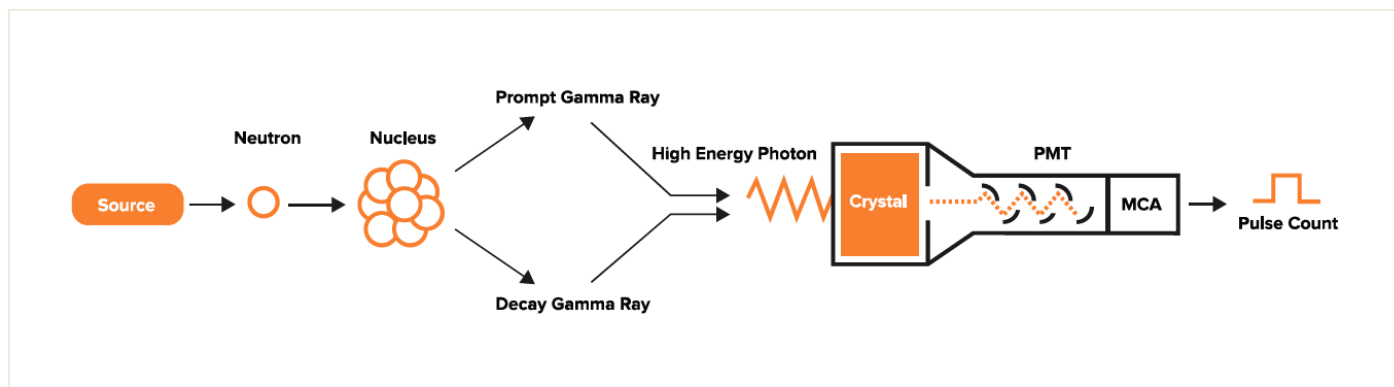 Prompt Gamma Ray
Neutron
Nucleus
High Energy Photon
PMT
Source
Crystal
MCA
Pulse Count
Decay Gamma Ray